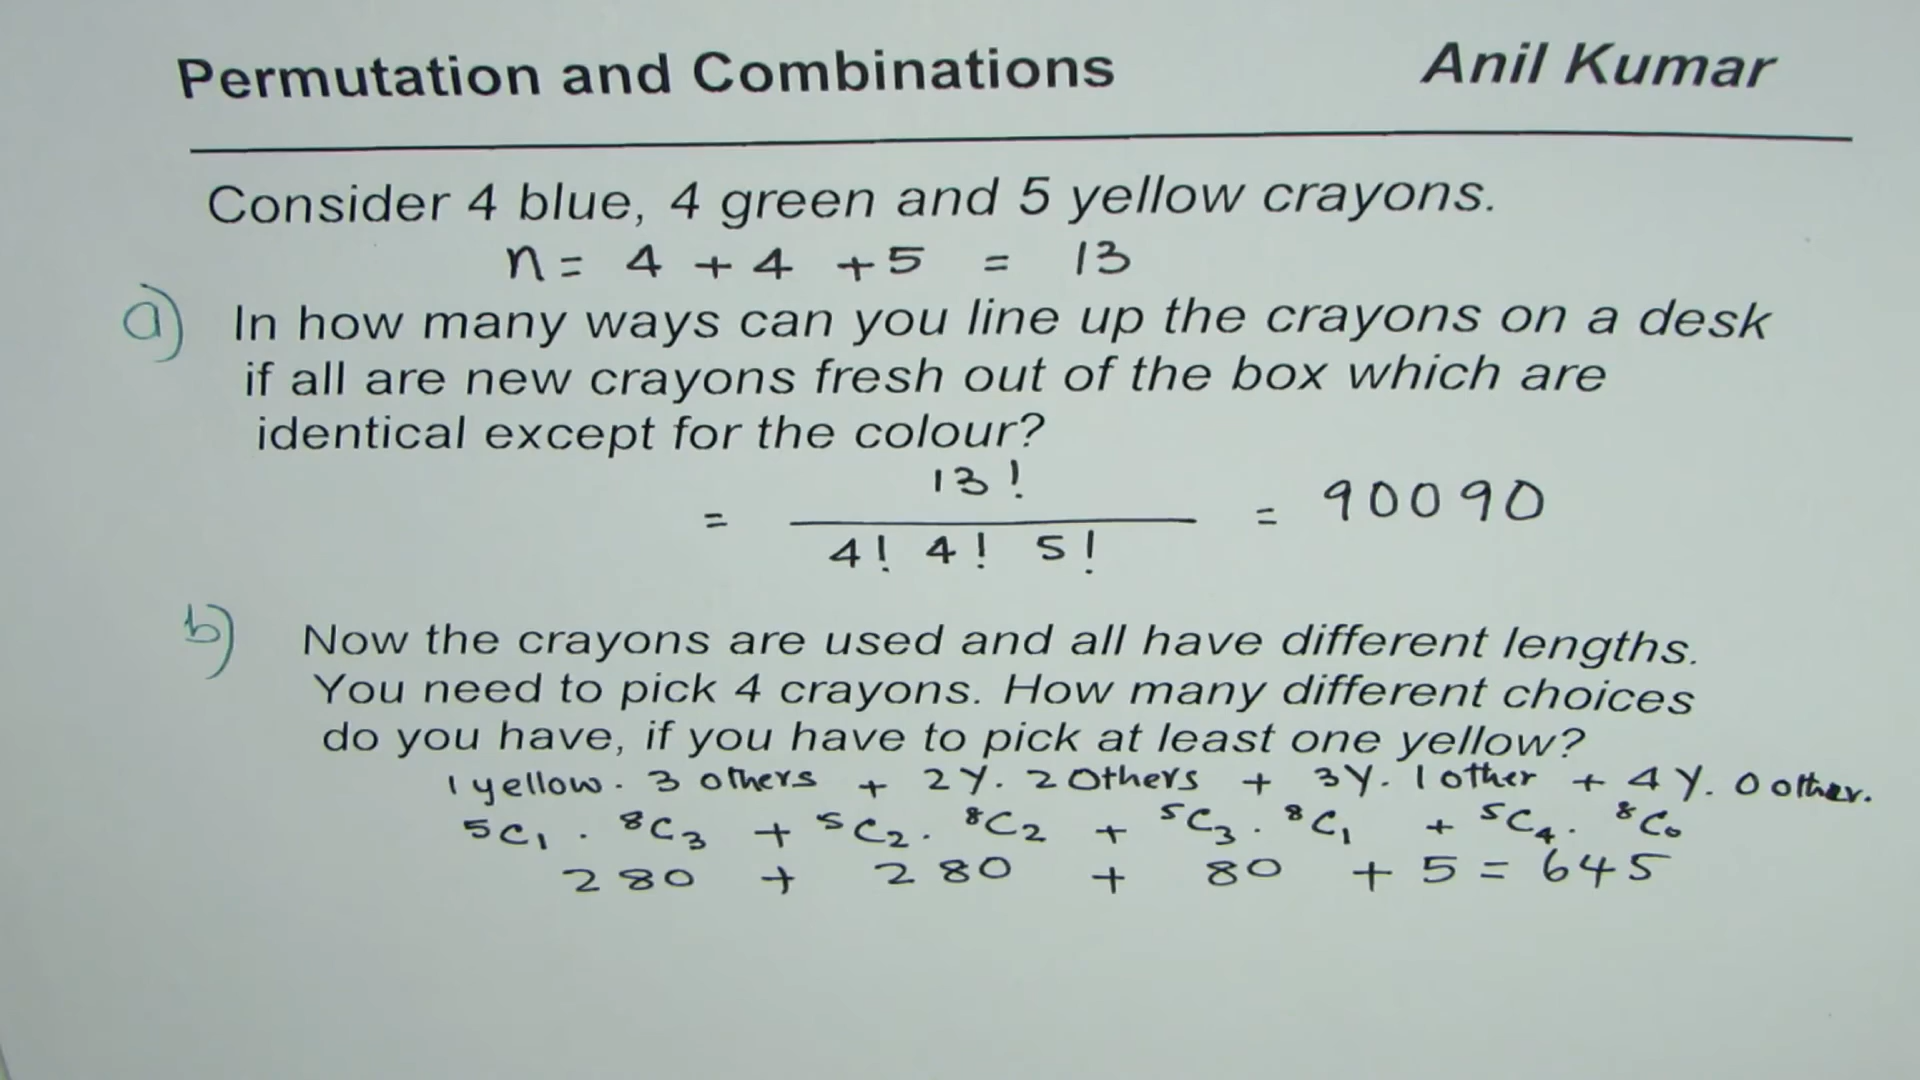 Permutation and Combinations Anil Kumar
Consider 4 blue, 4 green and 5 yellow crayons.
n = 4 + 4 + 5 = 13
a) In how many ways can you line up the crayons on a desk
if all are new crayons fresh out of the box which are
identical except for the colour?
13!
= = 90090
4! 4! 5!
b) Now the crayons are used and all have different lengths.
You need to pick 4 crayons. How many different choices
do you have, if you have to pick at least one yellow?
1 yellow. 3 others + 2Y. 2 Others + 3Y. 1 other + 4Y. 0 other.
⁵C₁ . ⁸C₃ + ⁵C₂ . ⁸C₂ + ⁵C₃ . ⁸C₁ + ⁵C₄ . ⁸C₀
280 + 280 + 80 + 5 = 645